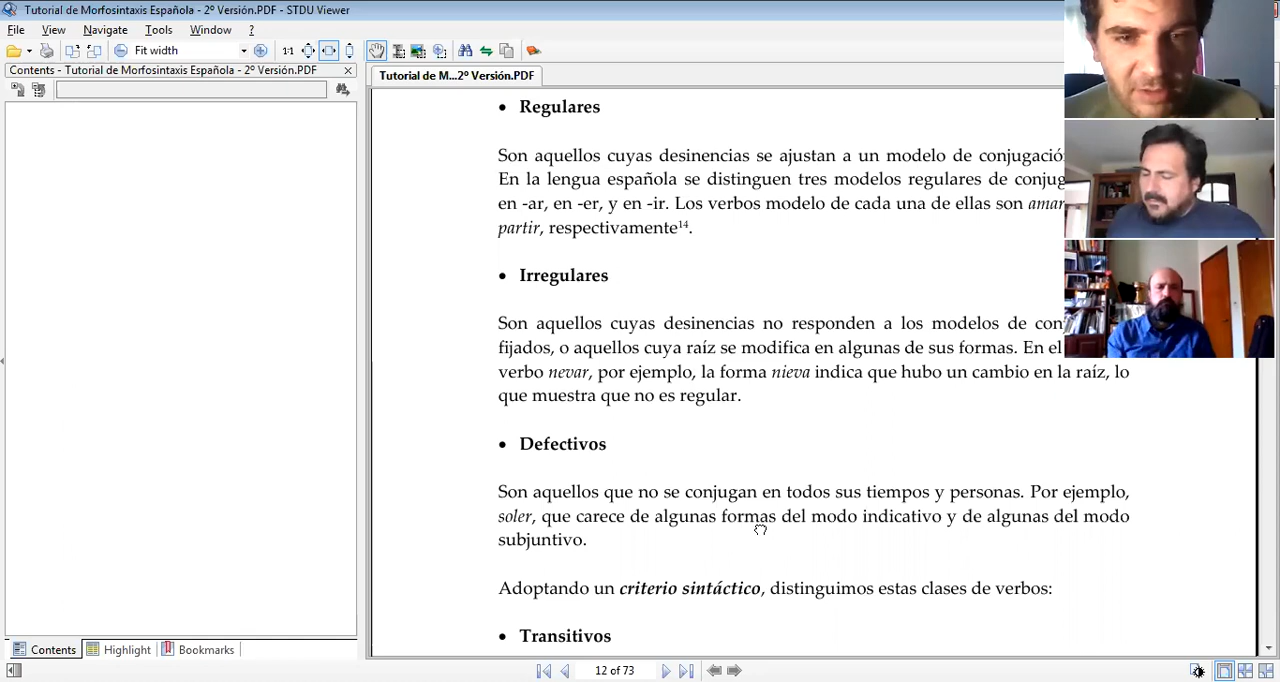 Tutorial de Morfosintaxis Española - 2º Versión.PDF - STDU Viewer
File View Navigate Tools Window ?
Fit width
1:1
Contents - Tutorial de Morfosintaxis Española - 2º Versión.PDF
Tutorial de M...2º Versión.PDF
• Regulares
Son aquellos cuyas desinencias se ajustan a un modelo de
En la lengua española se distinguen tres modelos regulares de
en -ar, en -er, y en -ir. Los verbos modelo de cada una de ellas son
partir, respectivamente¹⁴.
• Irregulares
Son aquellos cuyas desinencias no responden a los modelos de
fijados, o aquellos cuya raíz se modifica en algunas de sus formas. En el
verbo nevar, por ejemplo, la forma nieva indica que hubo un cambio en la raíz, lo
que muestra que no es regular.
• Defectivos
Son aquellos que no se conjugan en todos sus tiempos y personas. Por ejemplo,
soler, que carece de algunas formas del modo indicativo y de algunas del modo
subjuntivo.
Adoptando un criterio sintáctico, distinguimos estas clases de verbos:
• Transitivos
Contents Highlight Bookmarks
12 of 73